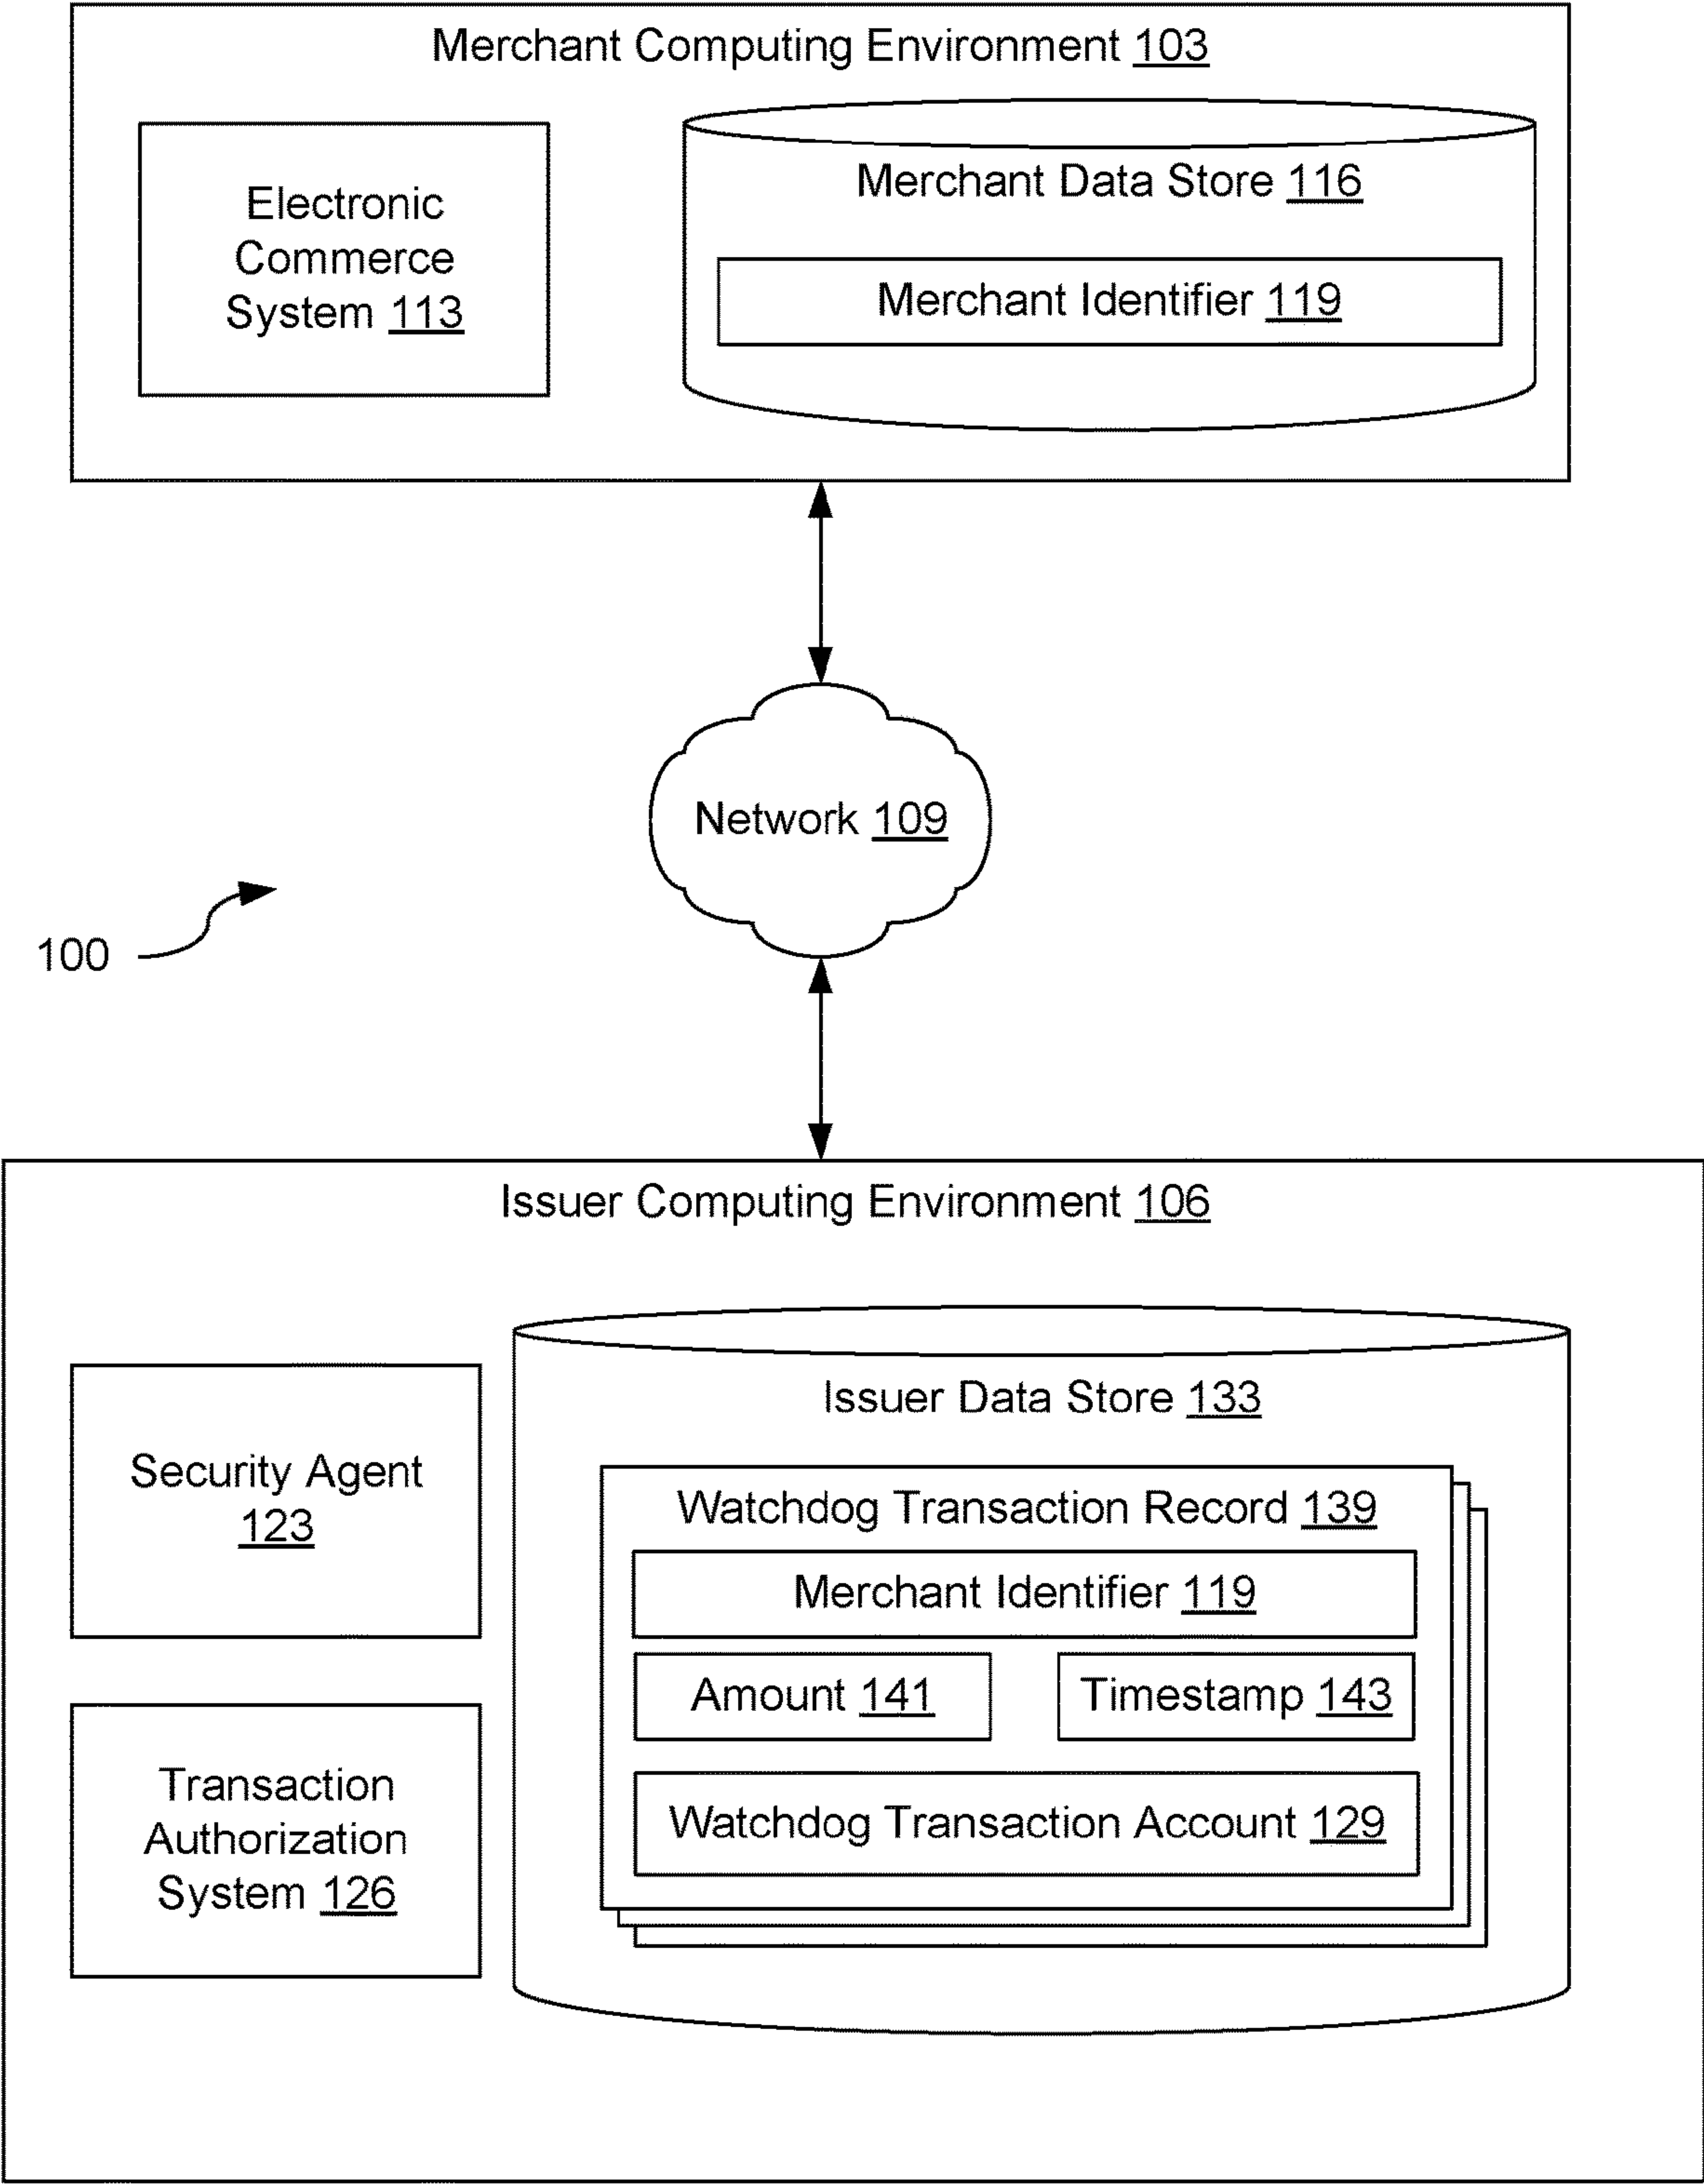 Merchant Computing Environment 103
Electronic
Commerce
System 113
Merchant Data Store 116
Merchant Identifier 119
Network 109
100
Issuer Computing Environment 106
Security Agent
123
Transaction
Authorization
System 126
Issuer Data Store 133
Watchdog Transaction Record 139
Merchant Identifier 119
Amount 141
Timestamp 143
Watchdog Transaction Account 129